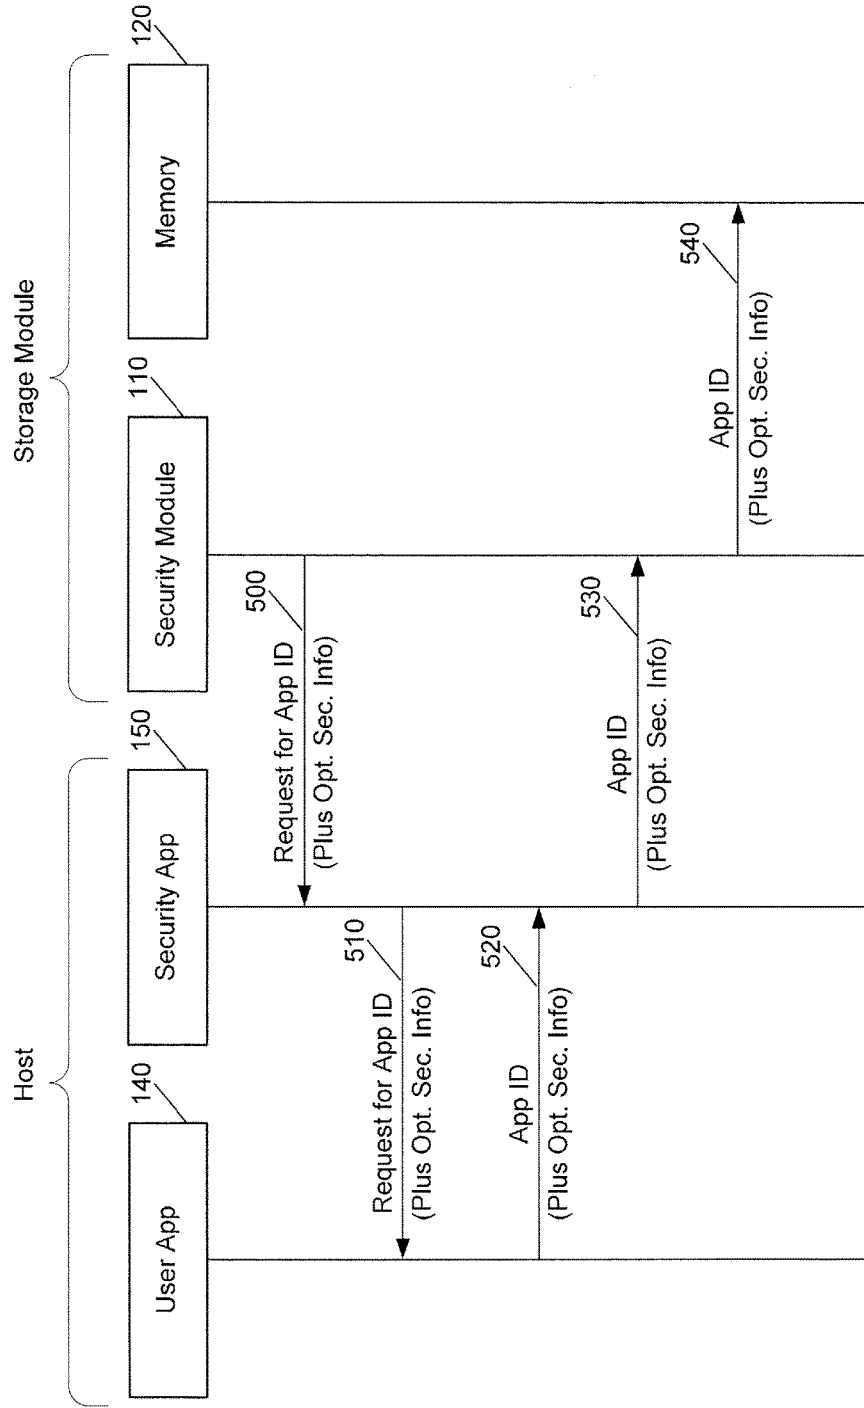 Host
Storage Module
140
150
110
120
User App
Security App
Security Module
Memory
Request for App ID
(Plus Opt. Sec. Info)
500
Request for App ID
(Plus Opt. Sec. Info)
510
App ID
(Plus Opt. Sec. Info)
520
App ID
(Plus Opt. Sec. Info)
530
App ID
(Plus Opt. Sec. Info)
540